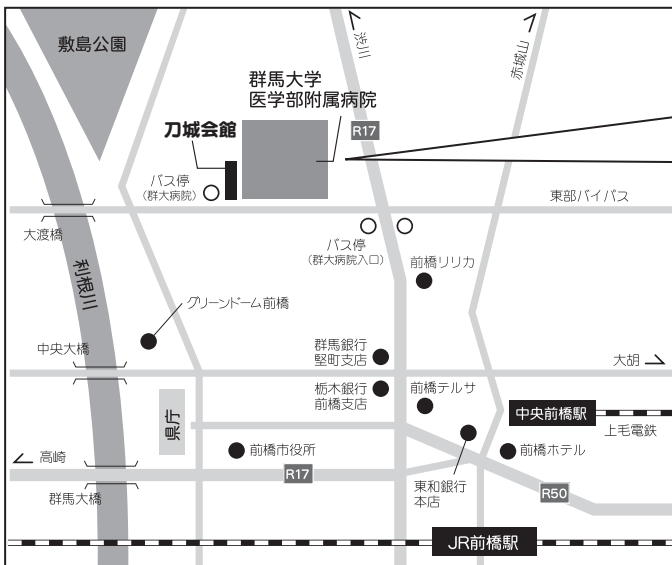 敷島公園
渋川
赤城山
群馬大学
医学部附属病院
刀城会館
R17
バス停
(群大病院)
東部バイパス
大渡橋
バス停
(群大病院入口)
前橋リリカ
利根川
グリーンドーム前橋
中央大橋
群馬銀行
堅町支店
大胡
栃木銀行
前橋支店
前橋テルサ
中央前橋駅
県庁
上毛電鉄
高崎
前橋市役所
前橋ホテル
R17
東和銀行
本店
群馬大橋
R50
JR前橋駅